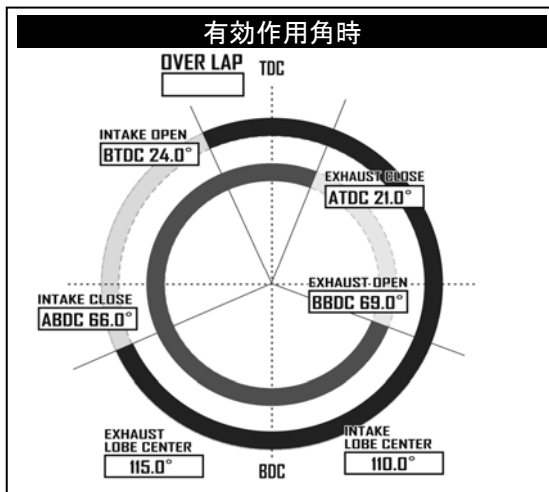 有効作用角時
OVER LAP
TDC
INTAKE OPEN
BTDC 24.0°
EXHAUST CLOSE
ATDC 21.0°
EXHAUST OPEN
BBDC 69.0°
INTAKE CLOSE
ABDC 66.0°
EXHAUST
LOBE CENTER
115.0°
BDC
INTAKE
LOBE CENTER
110.0°